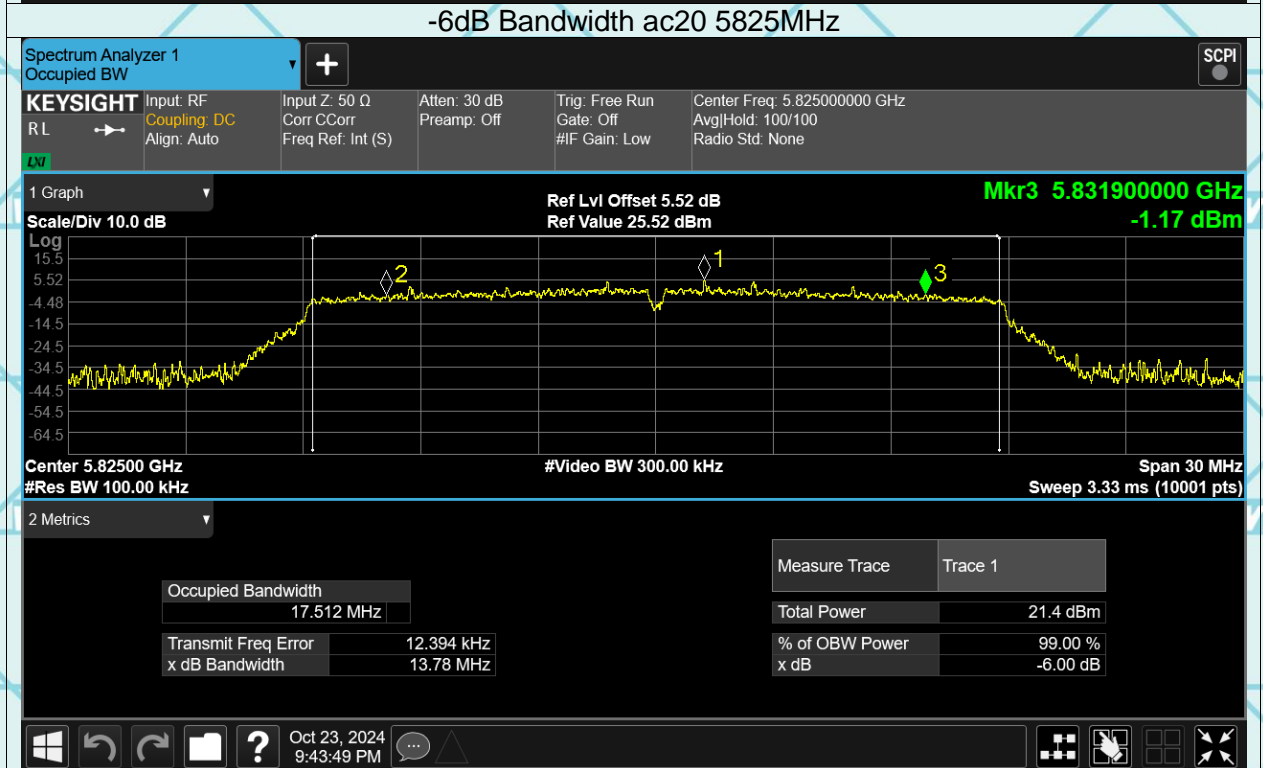 -6dB Bandwidth ac20 5825MHz
Spectrum Analyzer 1
Occupied BW
SCPI
KEYSIGHT
RL
LXI
Input: RF
Coupling: DC
Align: Auto
Input Z: 50 Ω
Corr CCorr
Freq Ref: Int (S)
Atten: 30 dB
Preamp: Off
Trig: Free Run
Gate: Off
#IF Gain: Low
Center Freq: 5.825000000 GHz
Avg|Hold: 100/100
Radio Std: None
1 Graph
Scale/Div 10.0 dB
Ref Lvl Offset 5.52 dB
Ref Value 25.52 dBm
Mkr3 5.831900000 GHz
-1.17 dBm
Log
15.5
5.52
-4.48
-14.5
-24.5
-34.5
-44.5
-54.5
-64.5
2
1
3
Center 5.82500 GHz
#Video BW 300.00 kHz
Span 30 MHz
#Res BW 100.00 kHz
Sweep 3.33 ms (10001 pts)
2 Metrics
Occupied Bandwidth
17.512 MHz
Transmit Freq Error 12.394 kHz
x dB Bandwidth 13.78 MHz
Measure Trace Trace 1
Total Power 21.4 dBm
% of OBW Power 99.00 %
x dB -6.00 dB
Oct 23, 2024
9:43:49 PM